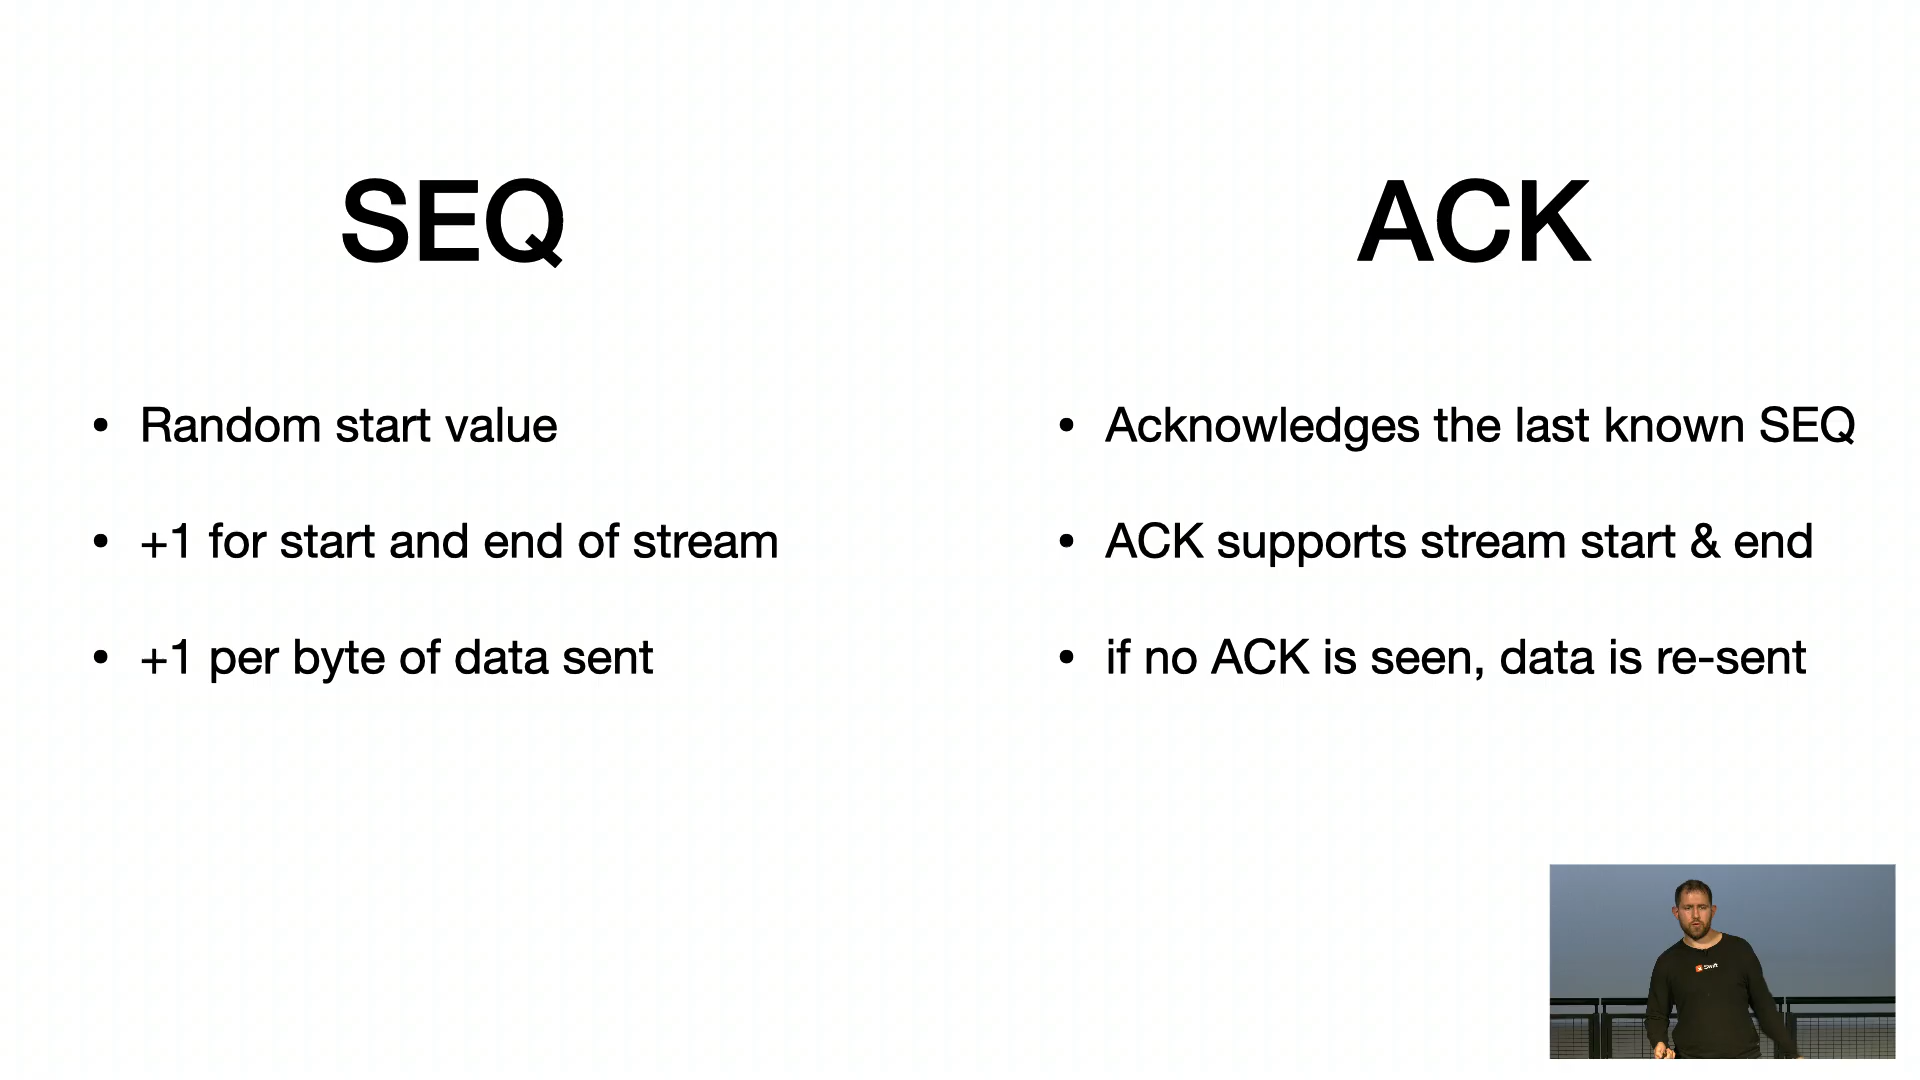 SEQ
• Random start value
• +1 for start and end of stream
• +1 per byte of data sent
ACK
• Acknowledges the last known SEQ
• ACK supports stream start & end
• if no ACK is seen, data is re-sent
Swift